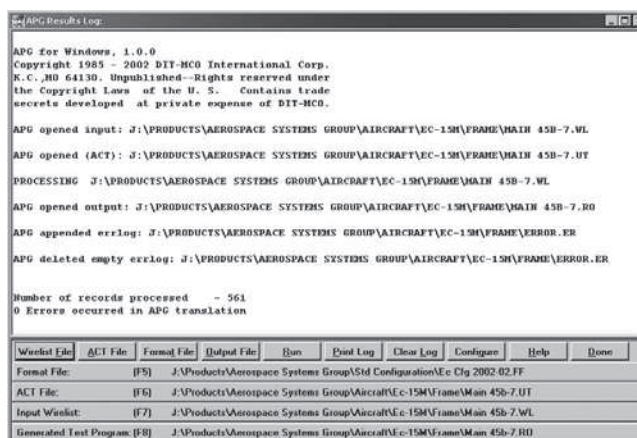 APG Results Log:
APG for Windows, 1.0.0
Copyright 1985 - 2002 DIT-MCO International Corp.
K.C.,MO 64130. Unpublished--Rights reserved under
the Copyright Laws of the U. S. Contains trade
secrets developed at private expense of DIT-MCO.
APG opened input: J:\PRODUCTS\AEROSPACE SYSTEMS GROUP\AIRCRAFT\EC-15M\FRAME\MAIN 45B-7.WL
APG opened (ACT): J:\PRODUCTS\AEROSPACE SYSTEMS GROUP\AIRCRAFT\EC-15M\FRAME\MAIN 45B-7.UT
PROCESSING J:\PRODUCTS\AEROSPACE SYSTEMS GROUP\AIRCRAFT\EC-15M\FRAME\MAIN 45B-7.WL
APG opened output: J:\PRODUCTS\AEROSPACE SYSTEMS GROUP\AIRCRAFT\EC-15M\FRAME\MAIN 45B-7.RO
APG appended errlog: J:\PRODUCTS\AEROSPACE SYSTEMS GROUP\AIRCRAFT\EC-15M\FRAME\ERROR.ER
APG deleted empty errlog: J:\PRODUCTS\AEROSPACE SYSTEMS GROUP\AIRCRAFT\EC-15M\FRAME\ERROR.ER
Number of records processed - 561
0 Errors occurred in APG translation
Wirelist File ACT File Format File Output File Run Print Log Clear Log Configure Help Done
Format File: (F5) J:\Products\Aerospace Systems Group\Std Configuration\Ec Cfg 2002-02.FF
ACT File: (F6) J:\Products\Aerospace Systems Group\Aircraft\Ec-15M\Frame\Main 45b-7.UT
Input Wirelist: (F7) J:\Products\Aerospace Systems Group\Aircraft\Ec-15M\Frame\Main 45b-7.WL
Generated Test Program: (F8) J:\Products\Aerospace Systems Group\Aircraft\Ec-15M\Frame\Main 45b-7.RO